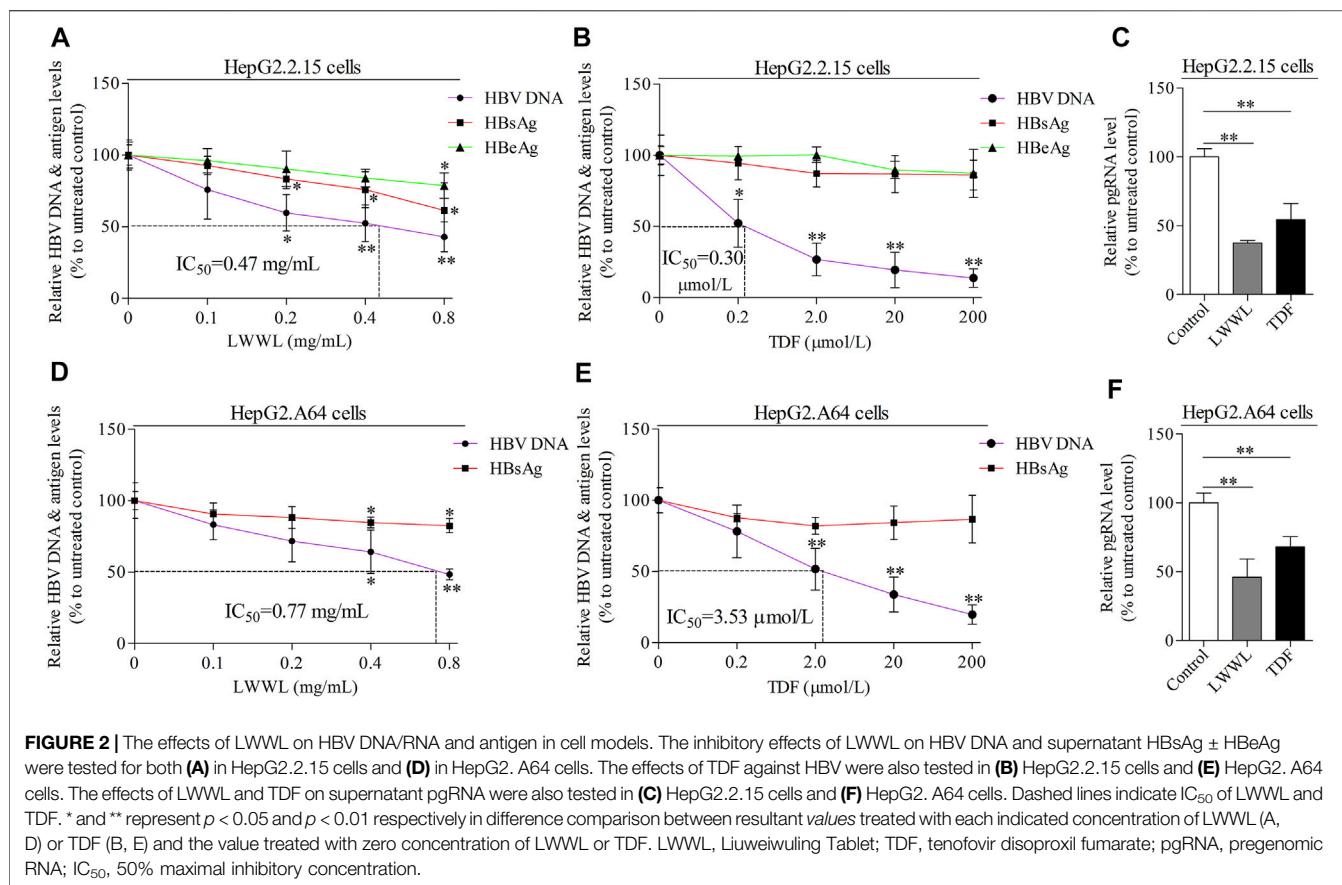 A
HepG2.2.15 cells
Relative HBV DNA & antigen levels
(% to untreated control)
150
100
50
0
HBV DNA
HBsAg
HBeAg
*
*
*
*
*
**
**
IC50=0.47 mg/mL
0 0.1 0.2 0.4 0.8
LWWL (mg/mL)
B
HepG2.2.15 cells
Relative HBV DNA & antigen levels
(% to untreated control)
150
100
50
0
HBV DNA
HBsAg
HBeAg
*
**
**
**
IC50=0.30
μmol/L
0 0.2 2.0 20 200
TDF (μmol/L)
C
HepG2.2.15 cells
Relative pgRNA level
(% to untreated control)
150
100
50
0
**
**
Control LWWL TDF
D
HepG2.A64 cells
Relative HBV DNA & antigen levels
(% to untreated control)
150
100
50
0
HBV DNA
HBsAg
*
*
*
**
IC50=0.77 mg/mL
0 0.1 0.2 0.4 0.8
LWWL (mg/mL)
E
HepG2.A64 cells
Relative HBV DNA & antigen levels
(% to untreated control)
150
100
50
0
HBV DNA
HBsAg
**
**
**
IC50=3.53 μmol/L
0 0.2 2.0 20 200
TDF (μmol/L)
F
HepG2.A64 cells
Relative pgRNA level
(% to untreated control)
150
100
50
0
**
**
Control LWWL TDF
FIGURE 2 | The effects of LWWL on HBV DNA/RNA and antigen in cell models. The inhibitory effects of LWWL on HBV DNA and supernatant HBsAg ± HBeAg
were tested for both (A) in HepG2.2.15 cells and (D) in HepG2. A64 cells. The effects of TDF against HBV were also tested in (B) HepG2.2.15 cells and (E) HepG2. A64
cells. The effects of LWWL and TDF on supernatant pgRNA were also tested in (C) HepG2.2.15 cells and (F) HepG2. A64 cells. Dashed lines indicate IC50 of LWWL and
TDF. * and ** represent p < 0.05 and p < 0.01 respectively in difference comparison between resultant values treated with each indicated concentration of LWWL (A,
D) or TDF (B, E) and the value treated with zero concentration of LWWL or TDF. LWWL, Liuweiwuling Tablet; TDF, tenofovir disoproxil fumarate; pgRNA, pregenomic
RNA; IC50, 50% maximal inhibitory concentration.